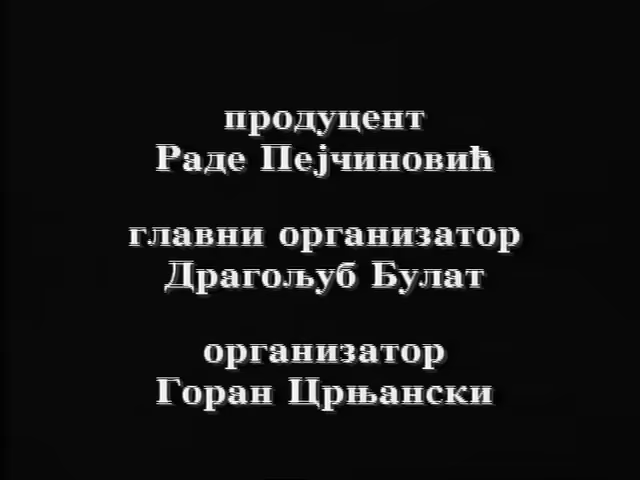 продуцент
Раде Пејчиновић
главни организатор
Драгољуб Булат
организатор
Горан Црњански